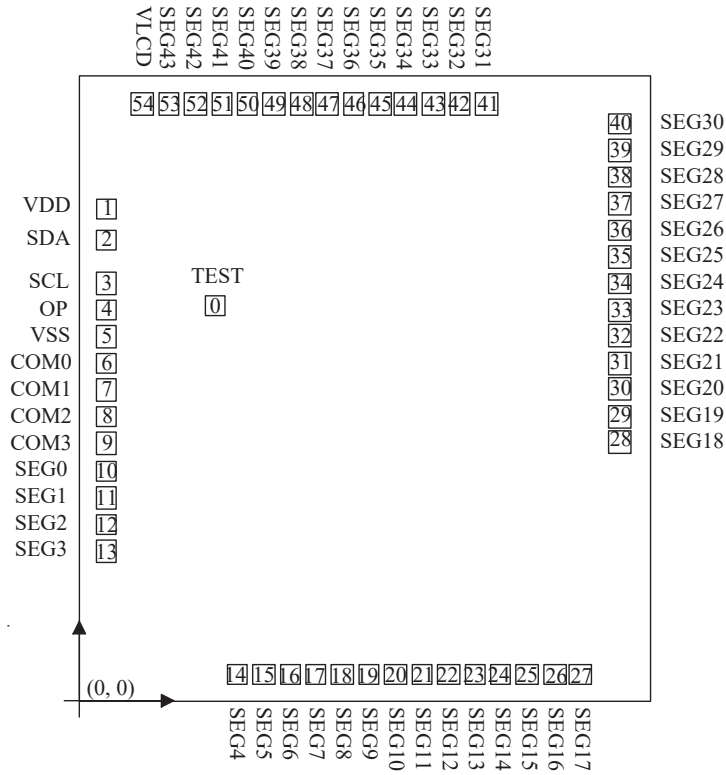 VLCD
SEG43
SEG42
SEG41
SEG40
SEG39
SEG38
SEG37
SEG36
SEG35
SEG34
SEG33
SEG32
SEG31
54 53 52 51 50 49 48 47 46 45 44 43 42 41
40 SEG30
39 SEG29
38 SEG28
37 SEG27
36 SEG26
35 SEG25
34 SEG24
33 SEG23
32 SEG22
31 SEG21
30 SEG20
29 SEG19
28 SEG18
VDD 1
SDA 2
SCL 3
OP 4
VSS 5
COM0 6
COM1 7
COM2 8
COM3 9
SEG0 10
SEG1 11
SEG2 12
SEG3 13
TEST
0
(0, 0)
14 15 16 17 18 19 20 21 22 23 24 25 26 27
SEG4
SEG5
SEG6
SEG7
SEG8
SEG9
SEG10
SEG11
SEG12
SEG13
SEG14
SEG15
SEG16
SEG17